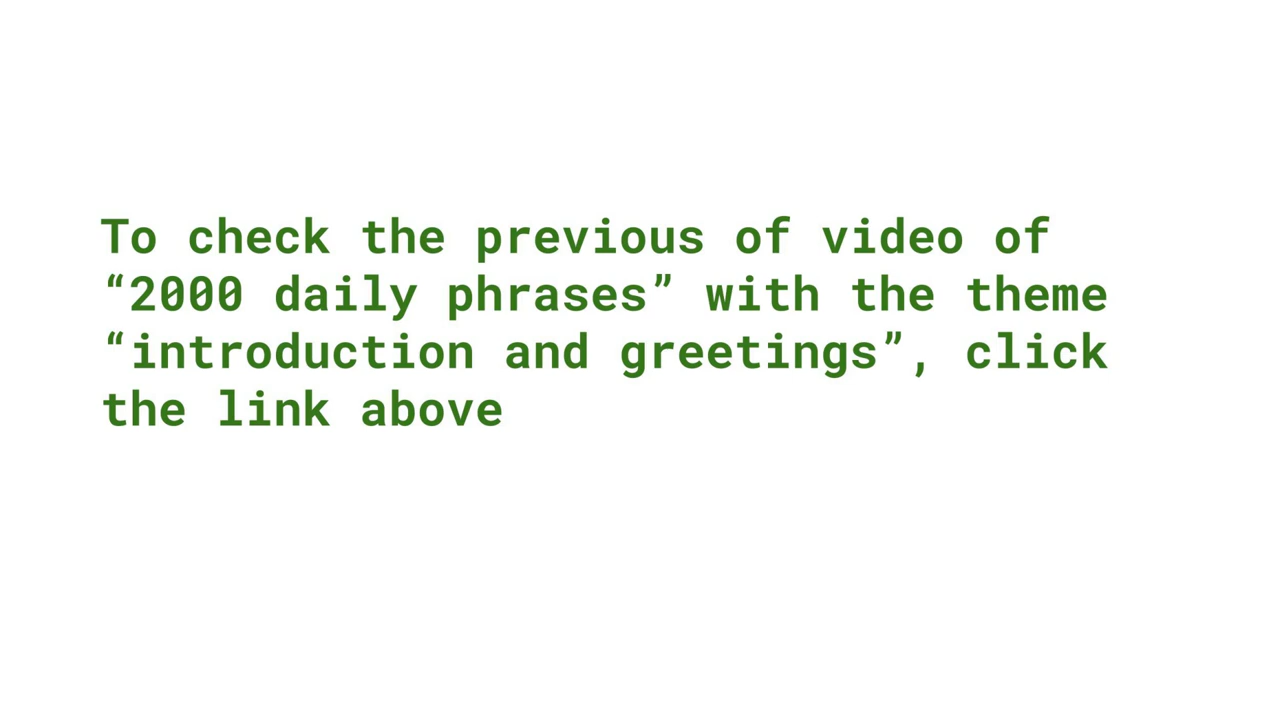 To check the previous of video of
“2000 daily phrases” with the theme
“introduction and greetings”, click
the link above